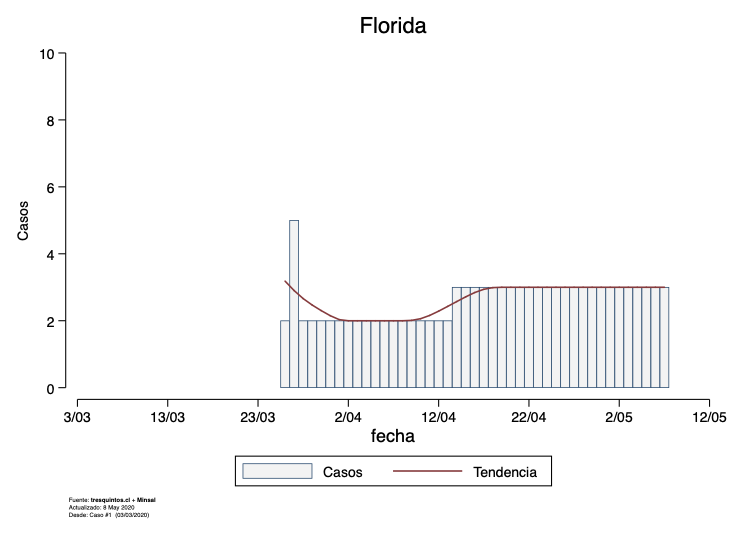 Florida
Casos
10
8
6
4
2
0
3/03 13/03 23/03 2/04 12/04 22/04 2/05 12/05
fecha
Casos Tendencia
Fuente: tresquintos.cl + Minsal
Actualizado: 8 May 2020
Desde: Caso #1 (03/03/2020)